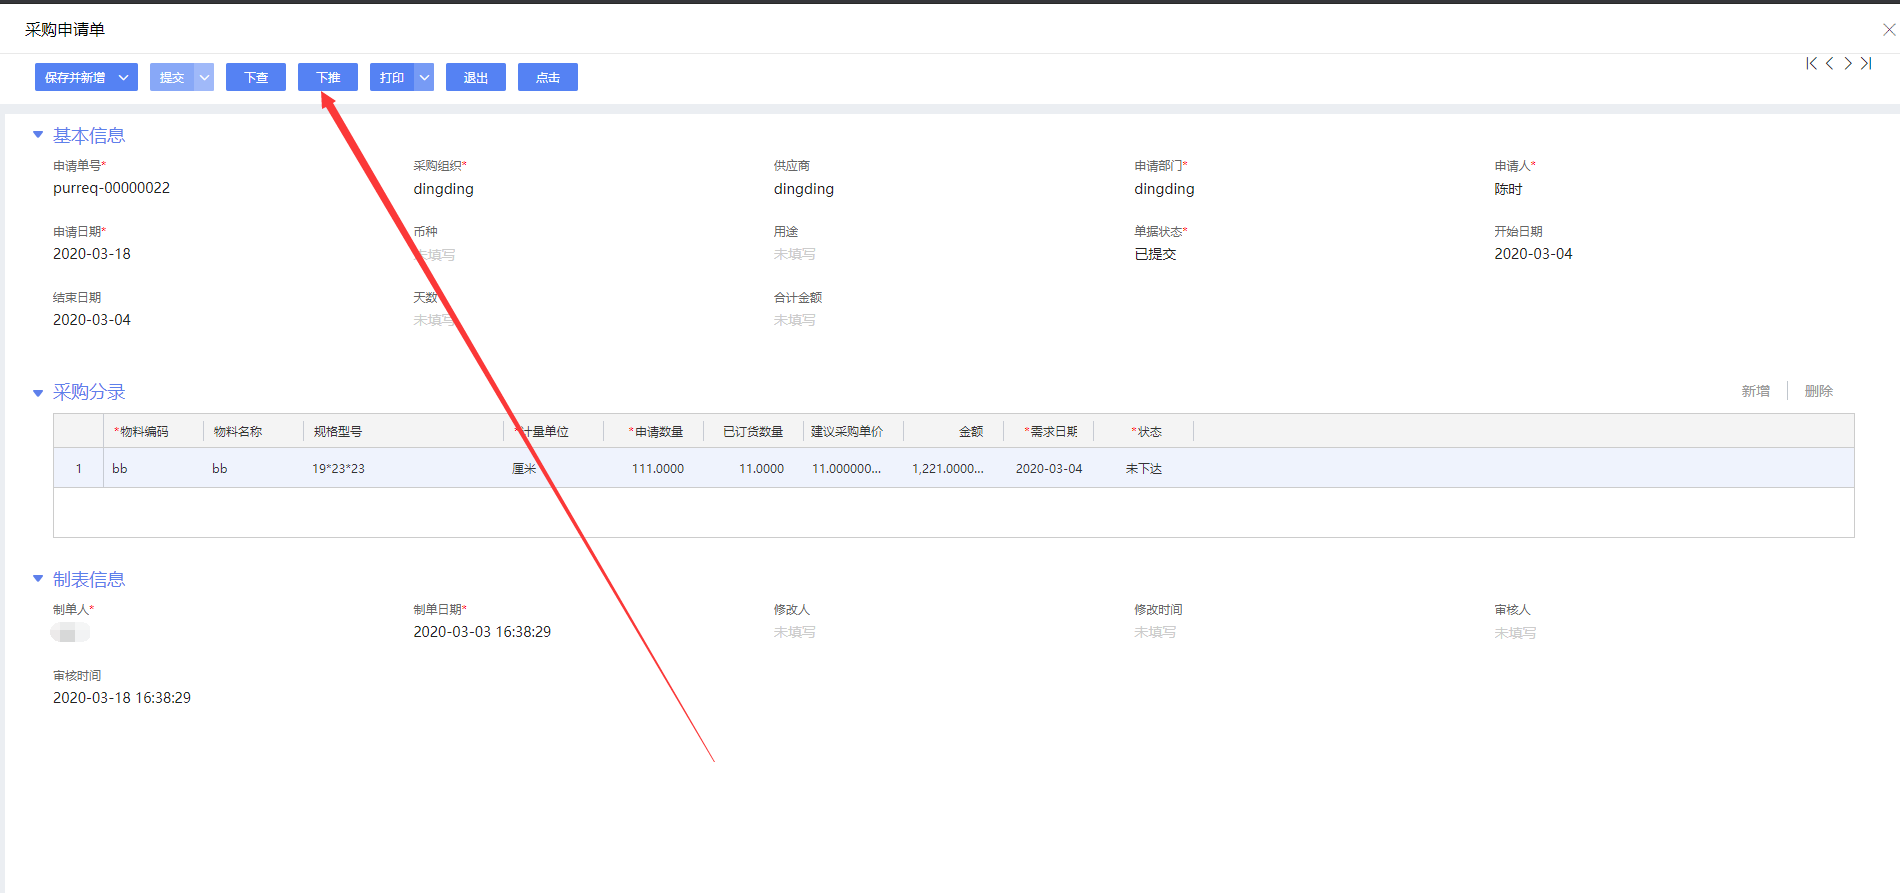 采购申请单
保存并新增 提交 下查 下推 打印 退出 点击
基本信息
申请单号* 采购组织* 供应商 申请部门* 申请人*
purreq-00000022 dingding dingding dingding 陈时
申请日期* 币种 用途 单据状态* 开始日期
2020-03-18 未填写 未填写 已提交 2020-03-04
结束日期 天数 合计金额
2020-03-04 未填写 未填写
采购分录 新增 删除
*物料编码 物料名称 规格型号 *计量单位 *申请数量 已订货数量 建议采购单价 金额 *需求日期 *状态
1 bb bb 19*23*23 厘米 111.0000 11.0000 11.000000... 1,221.0000... 2020-03-04 未下达
制表信息
制单人* 制单日期* 修改人 修改时间 审核人
2020-03-03 16:38:29 未填写 未填写 未填写
审核时间
2020-03-18 16:38:29